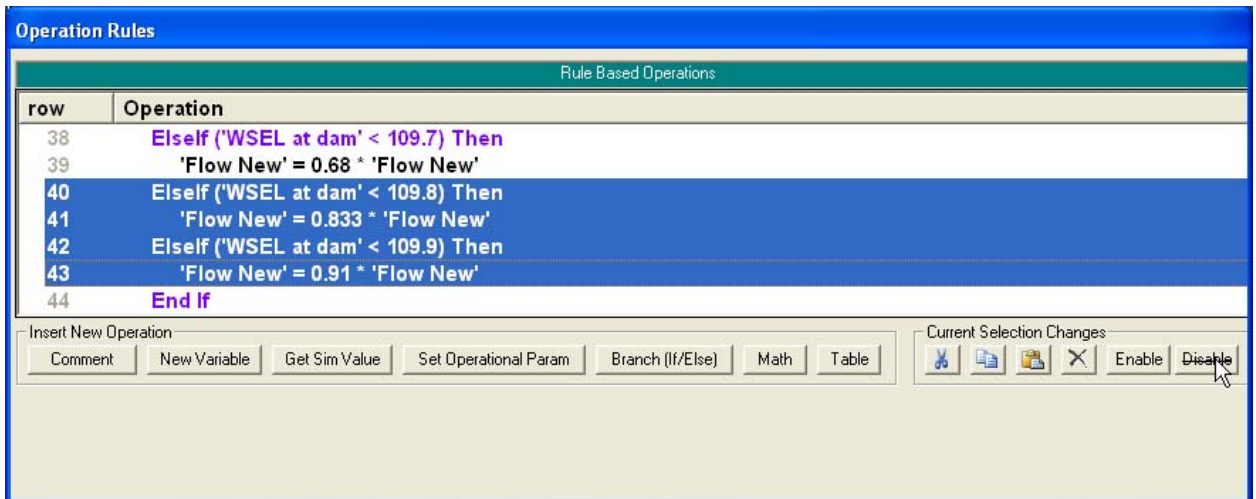 Operation Rules
Rule Based Operations
row Operation
38 ElseIf ('WSEL at dam' < 109.7) Then
39 'Flow New' = 0.68 * 'Flow New'
40 ElseIf ('WSEL at dam' < 109.8) Then
41 'Flow New' = 0.833 * 'Flow New'
42 ElseIf ('WSEL at dam' < 109.9) Then
43 'Flow New' = 0.91 * 'Flow New'
44 End If
Insert New Operation Current Selection Changes
Comment New Variable Get Sim Value Set Operational Param Branch (If/Else) Math Table Enable Disable